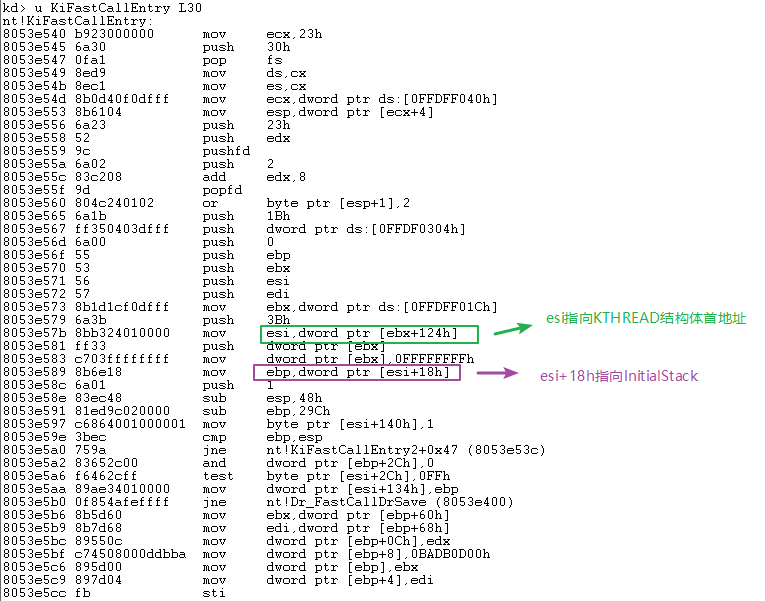 kd> u KiFastCallEntry L30
nt!KiFastCallEntry:
8053e540 b923000000 mov ecx,23h
8053e545 6a30 push 30h
8053e547 0fa1 pop fs
8053e549 8ed9 mov ds,cx
8053e54b 8ec1 mov es,cx
8053e54d 8b0d40f0dfff mov ecx,dword ptr ds:[0FFDFF040h]
8053e553 8b6104 mov esp,dword ptr [ecx+4]
8053e556 6a23 push 23h
8053e558 52 push edx
8053e559 9c pushfd
8053e55a 6a02 push 2
8053e55c 83c208 add edx,8
8053e55f 9d popfd
8053e560 804c240102 or byte ptr [esp+1],2
8053e565 6a1b push 1Bh
8053e567 ff350403dfff push dword ptr ds:[0FFDF0304h]
8053e56d 6a00 push 0
8053e56f 55 push ebp
8053e570 53 push ebx
8053e571 56 push esi
8053e572 57 push edi
8053e573 8b1d1cf0dfff mov ebx,dword ptr ds:[0FFDFF01Ch]
8053e579 6a3b push 3Bh
8053e57b 8bb324010000 mov esi,dword ptr [ebx+124h]
esi指向KTHREAD结构体首地址
8053e581 ff33 push dword ptr [ebx]
8053e583 c703ffffffff mov dword ptr [ebx],0FFFFFFFFh
8053e589 8b6e18 mov ebp,dword ptr [esi+18h]
esi+18h指向InitialStack
8053e58c 6a01 push 1
8053e58e 83ec48 sub esp,48h
8053e591 81ed9c020000 sub ebp,29Ch
8053e597 c6864001000001 mov byte ptr [esi+140h],1
8053e59e 3bec cmp ebp,esp
8053e5a0 759a jne nt!KiFastCallEntry2+0x47 (8053e53c)
8053e5a2 83652c00 and dword ptr [ebp+2Ch],0
8053e5a6 f6462cff test byte ptr [esi+2Ch],0FFh
8053e5aa 89ae34010000 mov dword ptr [esi+134h],ebp
8053e5b0 0f854afeffff jne nt!Dr_FastCallDrSave (8053e400)
8053e5b6 8b5d60 mov ebx,dword ptr [ebp+60h]
8053e5b9 8b7d68 mov edi,dword ptr [ebp+68h]
8053e5bc 89550c mov dword ptr [ebp+0Ch],edx
8053e5bf c74508000ddbba mov dword ptr [ebp+8],0BADB0D00h
8053e5c6 895d00 mov dword ptr [ebp],ebx
8053e5c9 897d04 mov dword ptr [ebp+4],edi
8053e5cc fb sti